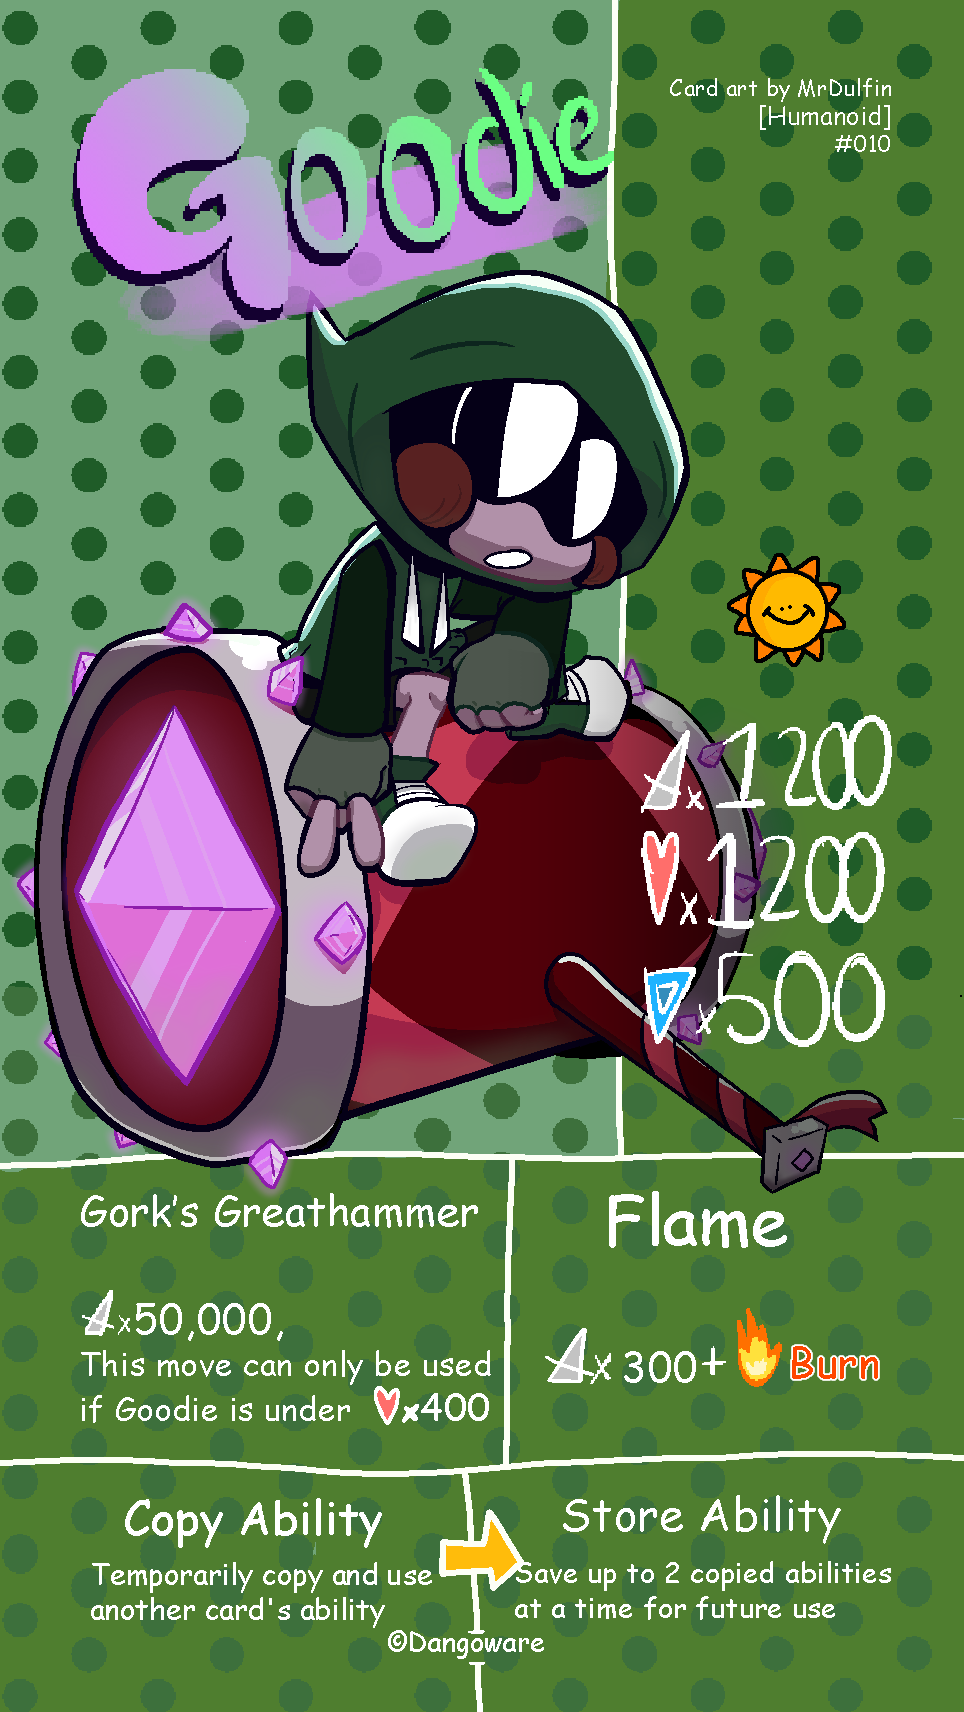 Goodie
Card art by MrDulfin
[Humanoid]
#010
x1200
x1200
x500
Gork's Greathammer
x50,000,
This move can only be used
if Goodie is under x400
Flame
x 300+ Burn
Copy Ability
Temporarily copy and use
another card's ability
Store Ability
Save up to 2 copied abilities
at a time for future use
©Dangoware